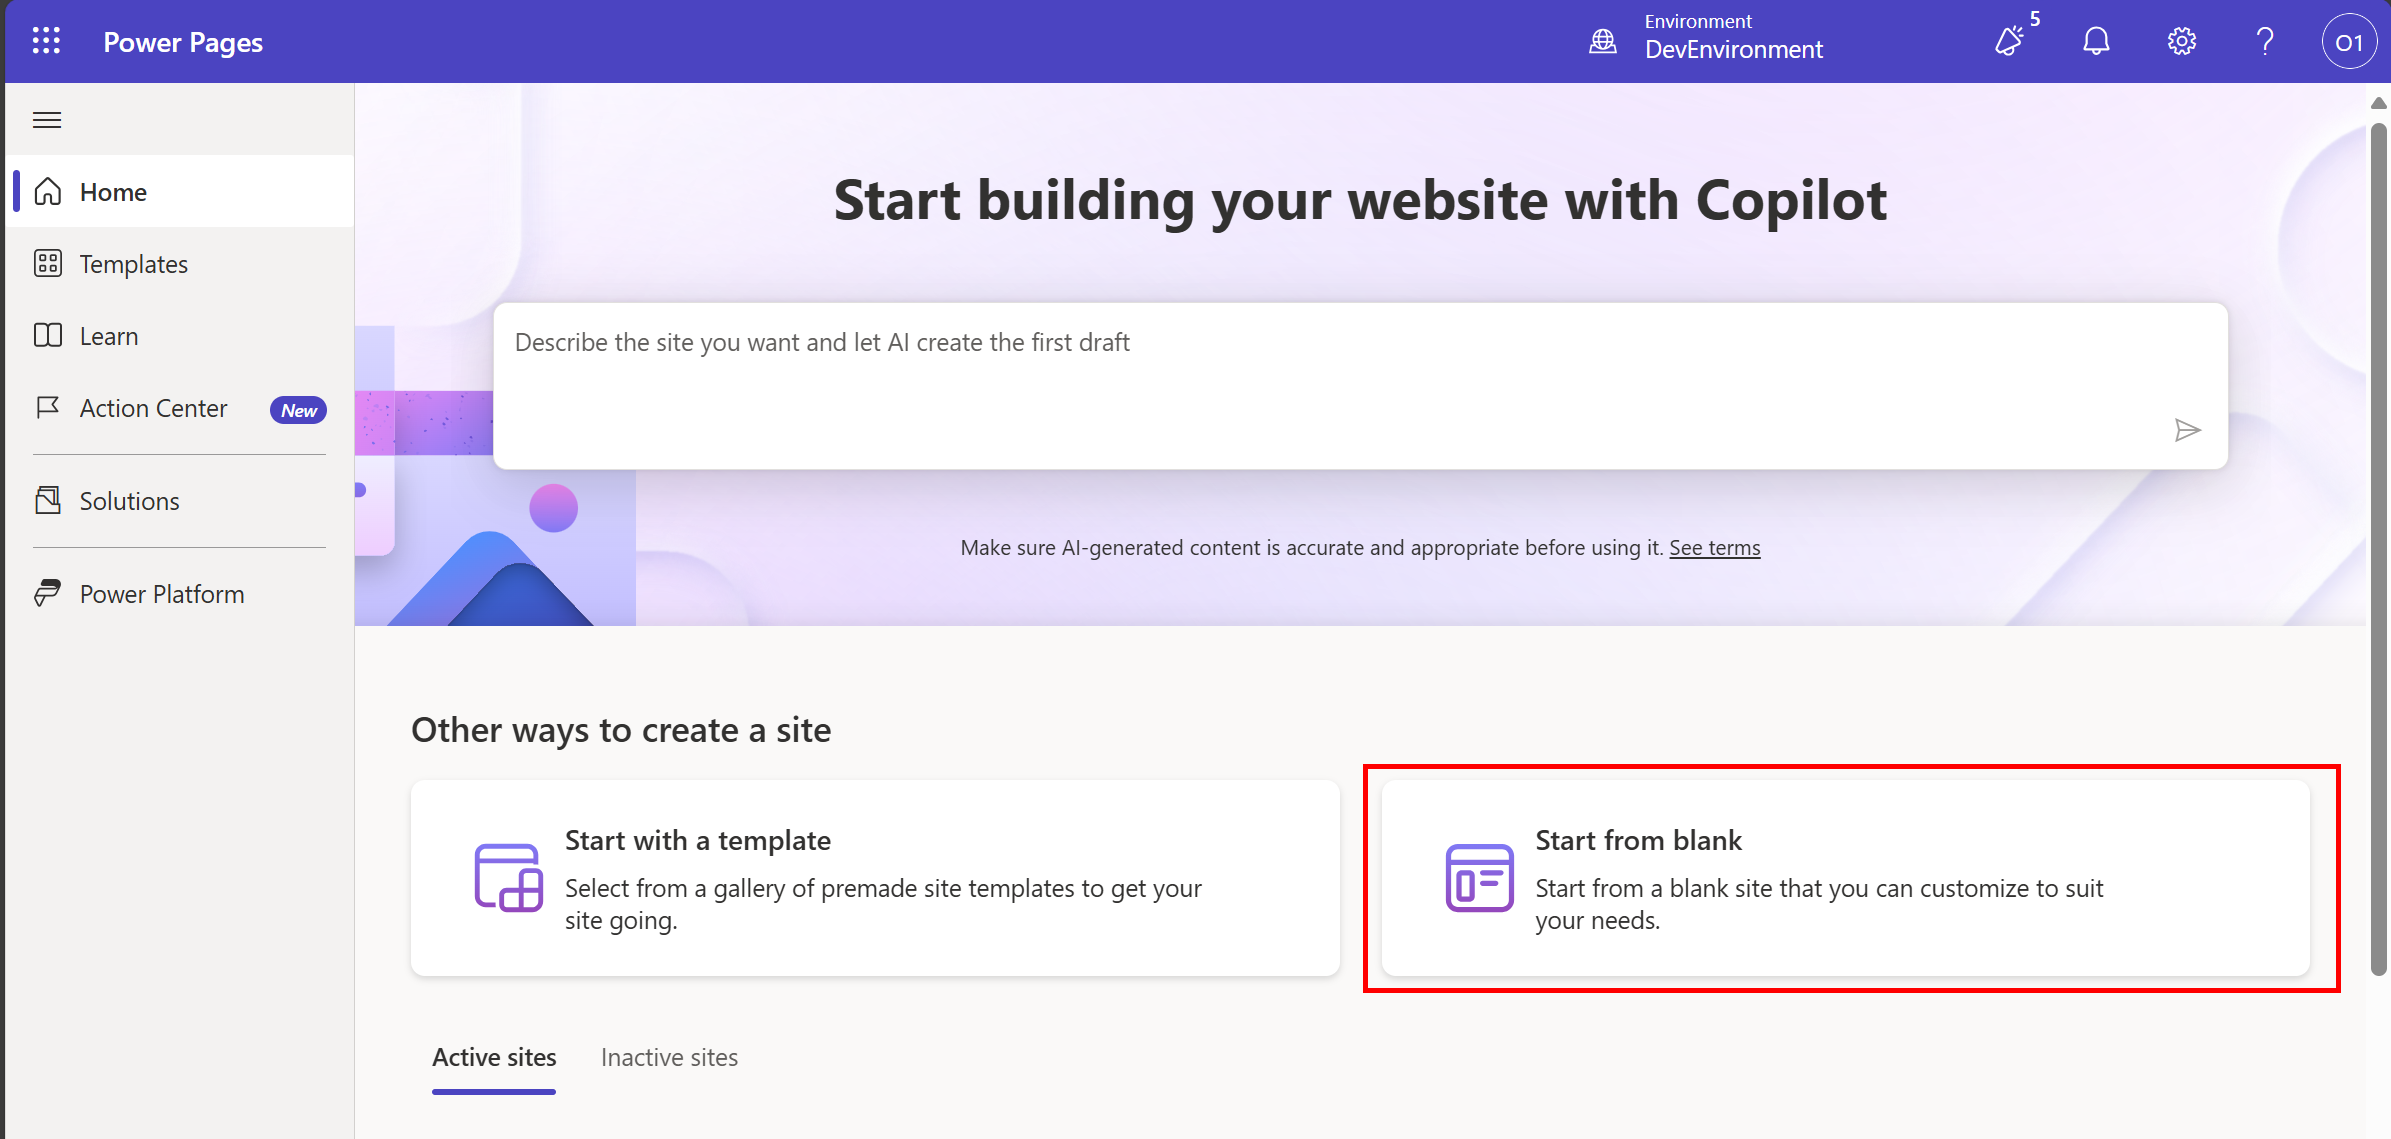 Power Pages
Environment
DevEnvironment
5
O1
Home
Templates
Learn
Action Center
New
Solutions
Power Platform
Start building your website with Copilot
Describe the site you want and let AI create the first draft
Make sure AI-generated content is accurate and appropriate before using it. See terms
Other ways to create a site
Start with a template
Select from a gallery of premade site templates to get your
site going.
Start from blank
Start from a blank site that you can customize to suit
your needs.
Active sites
Inactive sites